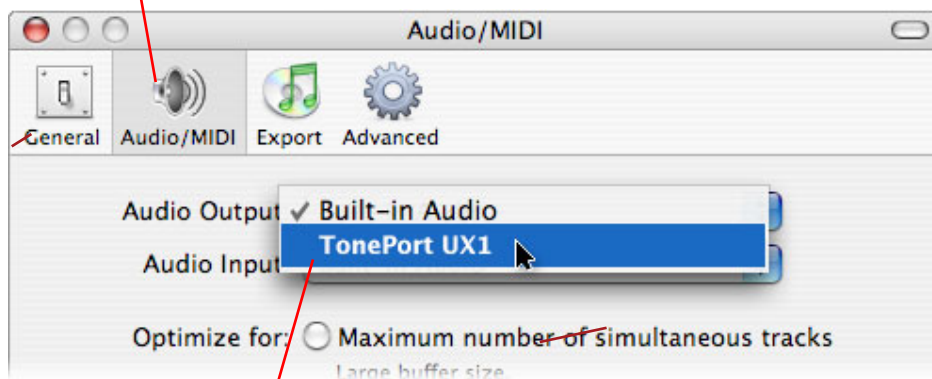 Audio/MIDI
General Audio/MIDI Export Advanced
Audio Output ✓ Built-in Audio
TonePort UX1
Audio Input
Optimize for: Maximum number of simultaneous tracks
Large buffer size.